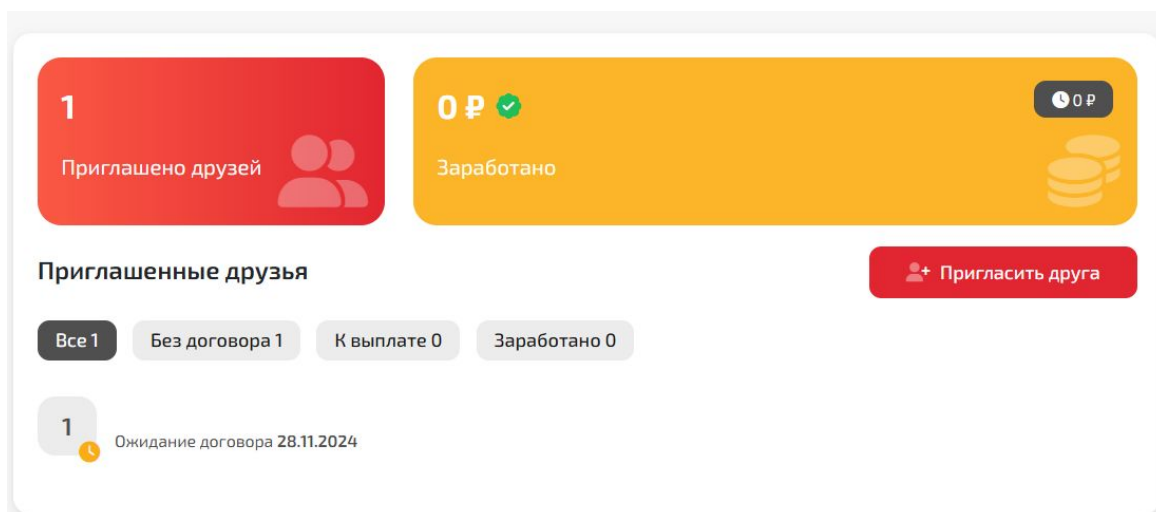 1
Приглашено друзей
0 ₽
0 ₽
Заработано
Приглашенные друзья
Пригласить друга
Все 1
Без договора 1
К выплате 0
Заработано 0
1
Ожидание договора 28.11.2024